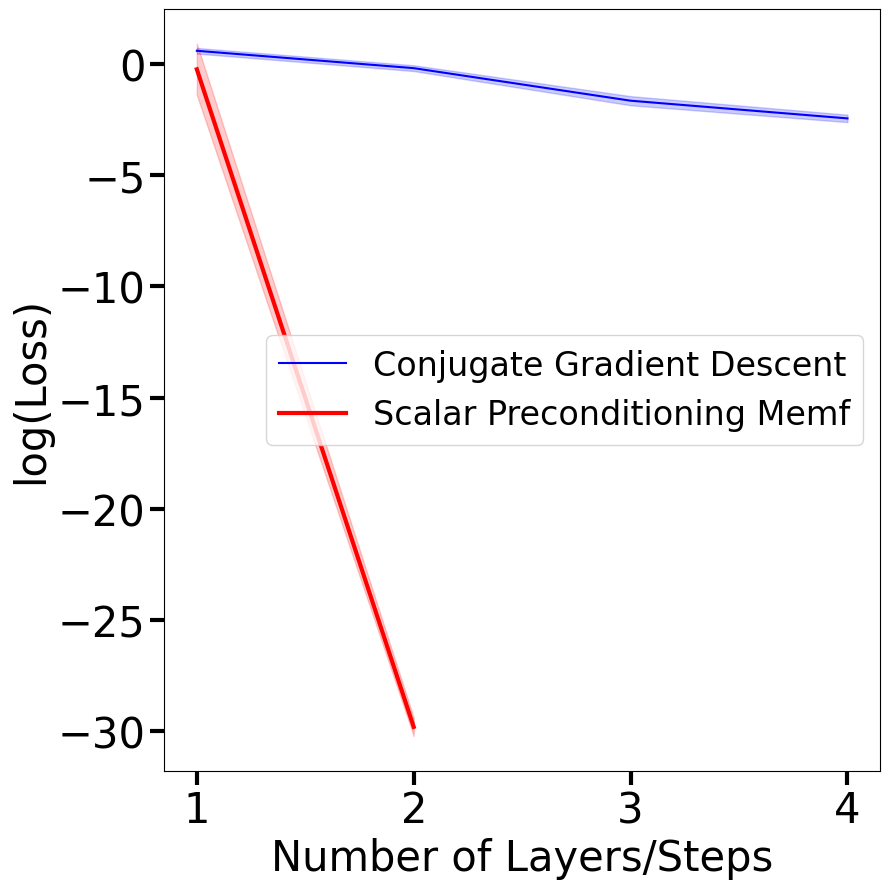 0
−5
−10
−15
−20
−25
−30
log(Loss)
Conjugate Gradient Descent
Scalar Preconditioning Memf
1 2 3 4
Number of Layers/Steps